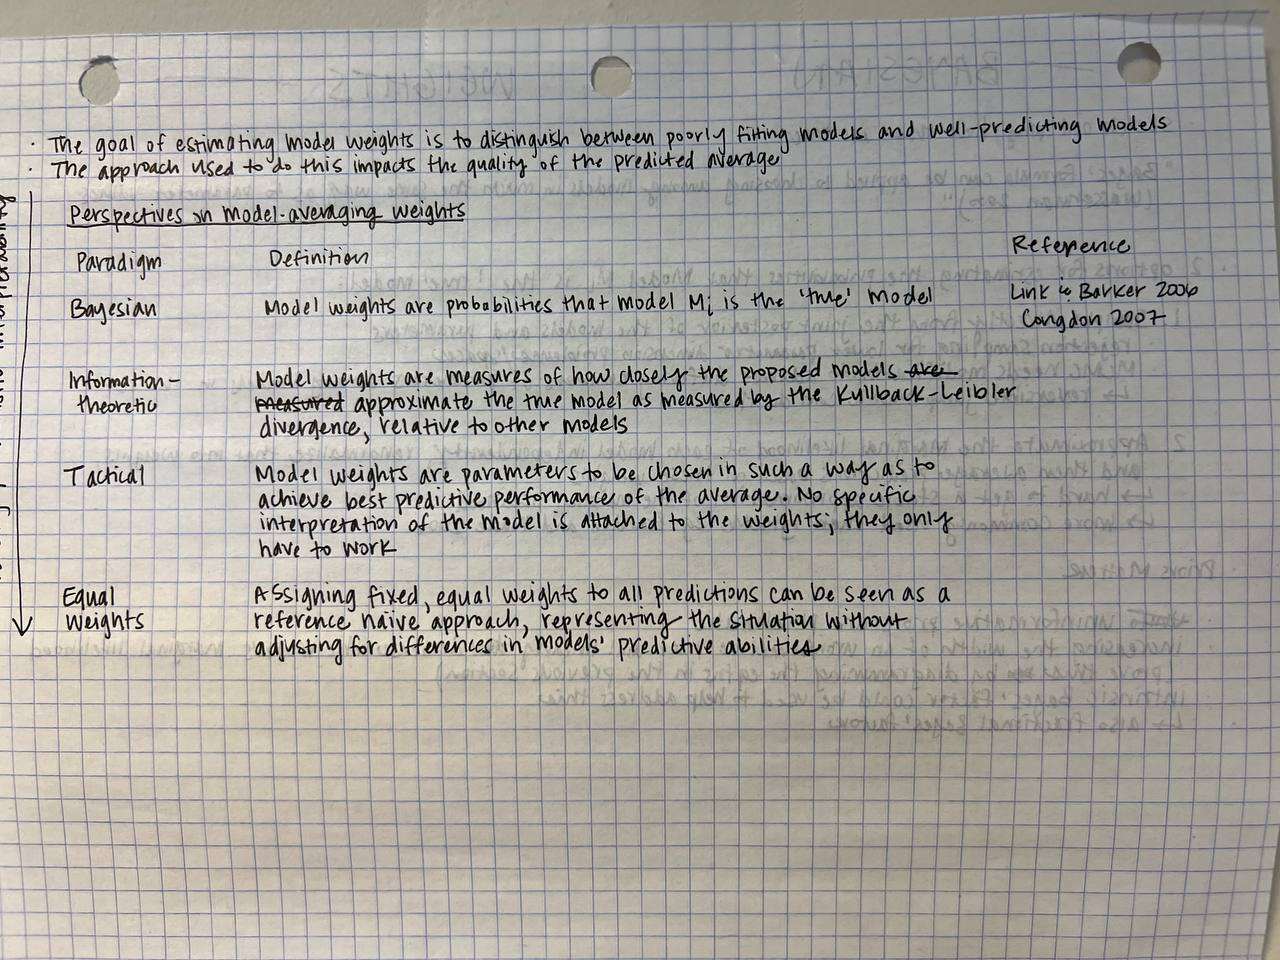 · The goal of estimating model weights is to distinguish between poorly fitting models and well-predicting models
· The approach used to do this impacts the quality of the predicted average
Perspectives on model-averaging weights
Paradigm Definition Reference
Bayesian Model weights are probabilities that model Mi is the 'true' model Link & Barker 2006
Congdon 2007
Information- Model weights are measures of how closely the proposed models are
theoretic measured approximate the true model as measured by the Kullback-Leibler
divergence, relative to other models
Tactical Model weights are parameters to be chosen in such a way as to
achieve best predictive performance of the average. No specific
interpretation of the model is attached to the weights, they only
have to work
Equal Assigning fixed, equal weights to all predictions can be seen as a
Weights reference naïve approach, representing the situation without
adjusting for differences in models' predictive abilities